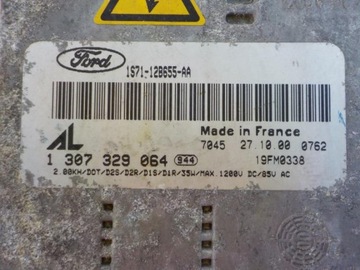 Ford
1S71-12B655-AA
AL
Made in France
7045 27.10.00 0762
1 307 329 064 944
19FM0338
2.00KH/DOT/D2S/D2R/D1S/D1R/35W/MAX.1200V DC/85V AC